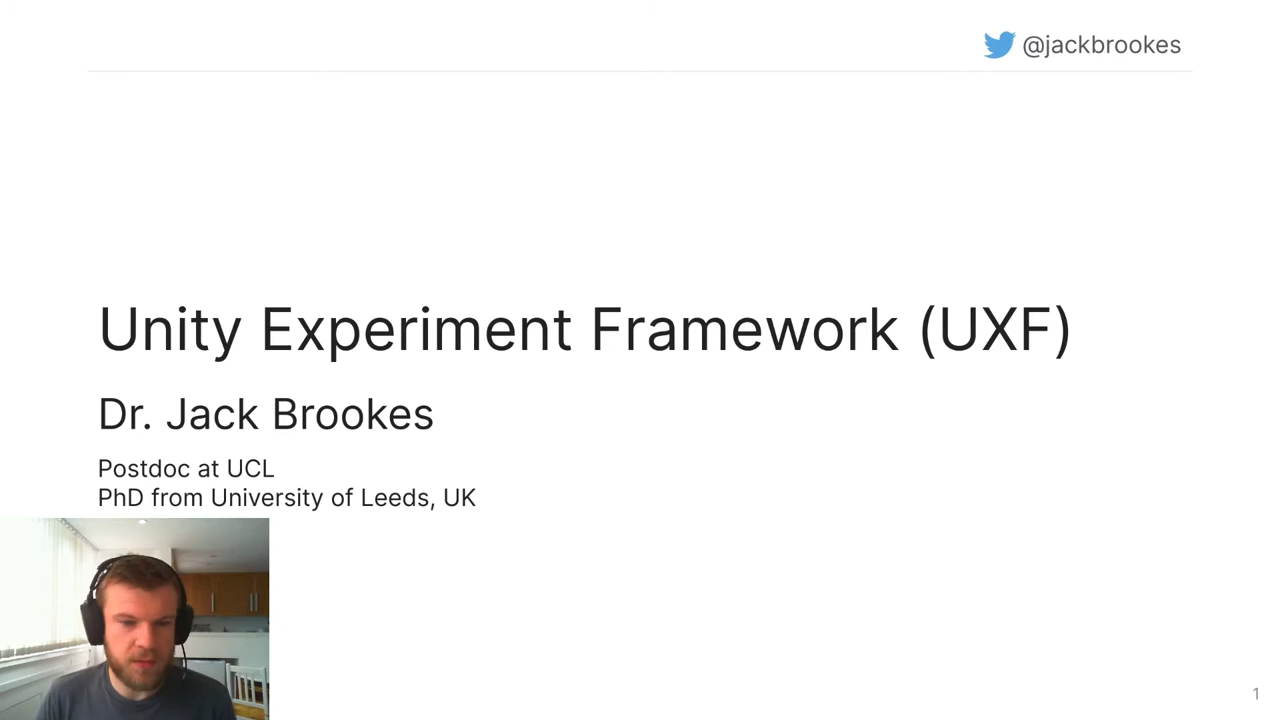 @jackbrookes
Unity Experiment Framework (UXF)
Dr. Jack Brookes
Postdoc at UCL
PhD from University of Leeds, UK
1